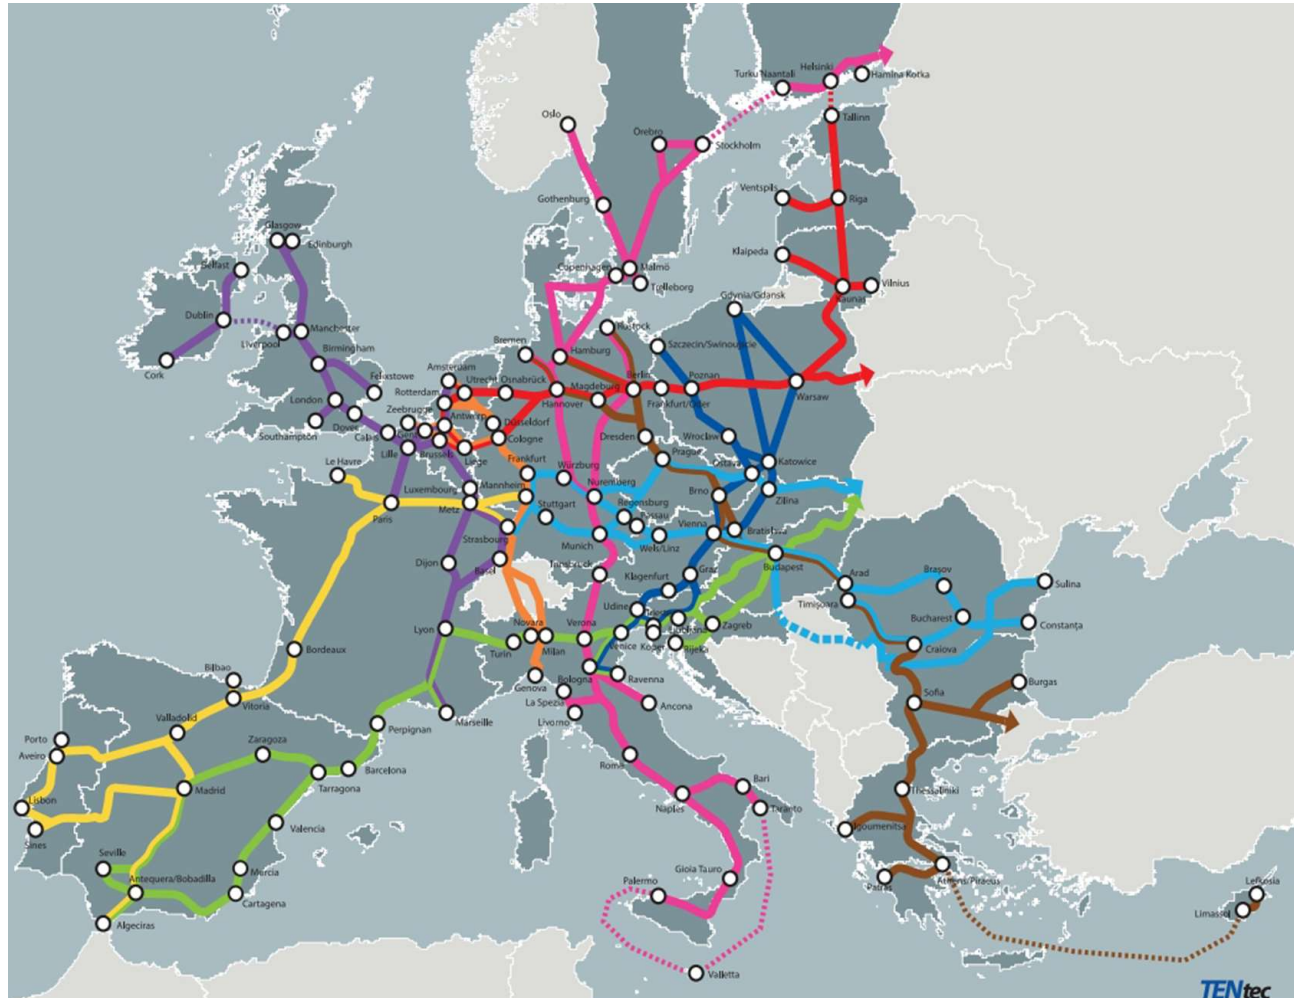 Helsinki
Turku Naantali
Hamina Kotka
Oslo
Tallinn
Örebro
Stockholm
Ventspils
Riga
Gothenburg
Glasgow
Edinburgh
Klaipeda
Belfast
Copenhagen
Malmö
Trelleborg
Vilnius
Kaunas
Gdynia/Gdansk
Dublin
Liverpool
Manchester
Rostock
Bremen
Hamburg
Szczecin/Swinoujscie
Cork
Birmingham
Felixstowe
Amsterdam
Utrecht
Osnabrück
Rotterdam
Hannover
Magdeburg
Berlin
Frankfurt/Oder
Poznan
Warsaw
London
Southampton
Dover
Calais
Zeebrugge
Gent
Antwerp
Düsseldorf
Cologne
Lille
Brussels
Liege
Dresden
Wroclaw
Le Havre
Frankfurt
Prague
Ostava
Katowice
Luxembourg
Mannheim
Würzburg
Nuremberg
Brno
Zilina
Paris
Metz
Stuttgart
Regensburg
Passau
Strasbourg
Munich
Wels/Linz
Vienna
Bratislava
Dijon
Basel
Innsbruck
Klagenfurt
Graz
Budapest
Arad
Timișoara
Brașov
Sulina
Bucharest
Constanța
Craiova
Lyon
Turin
Novara
Milan
Verona
Udine
Venice
Koper
Ljubljana
Zagreb
Rijeka
Bordeaux
Genova
Bologna
Ravenna
La Spezia
Livorno
Ancona
Bilbao
Vitoria
Marseille
Sofia
Burgas
Valladolid
Perpignan
Porto
Aveiro
Zaragoza
Barcelona
Tarragona
Madrid
Rome
Naples
Bari
Taranto
Thessaliniki
Lisbon
Sines
Valencia
Igoumenitsa
Seville
Mercia
Antequera/Bobadilla
Cartagena
Algeciras
Palermo
Gioia Tauro
Patras
Athens/Piraeus
Lefkosia
Limassol
Valletta
TENtec